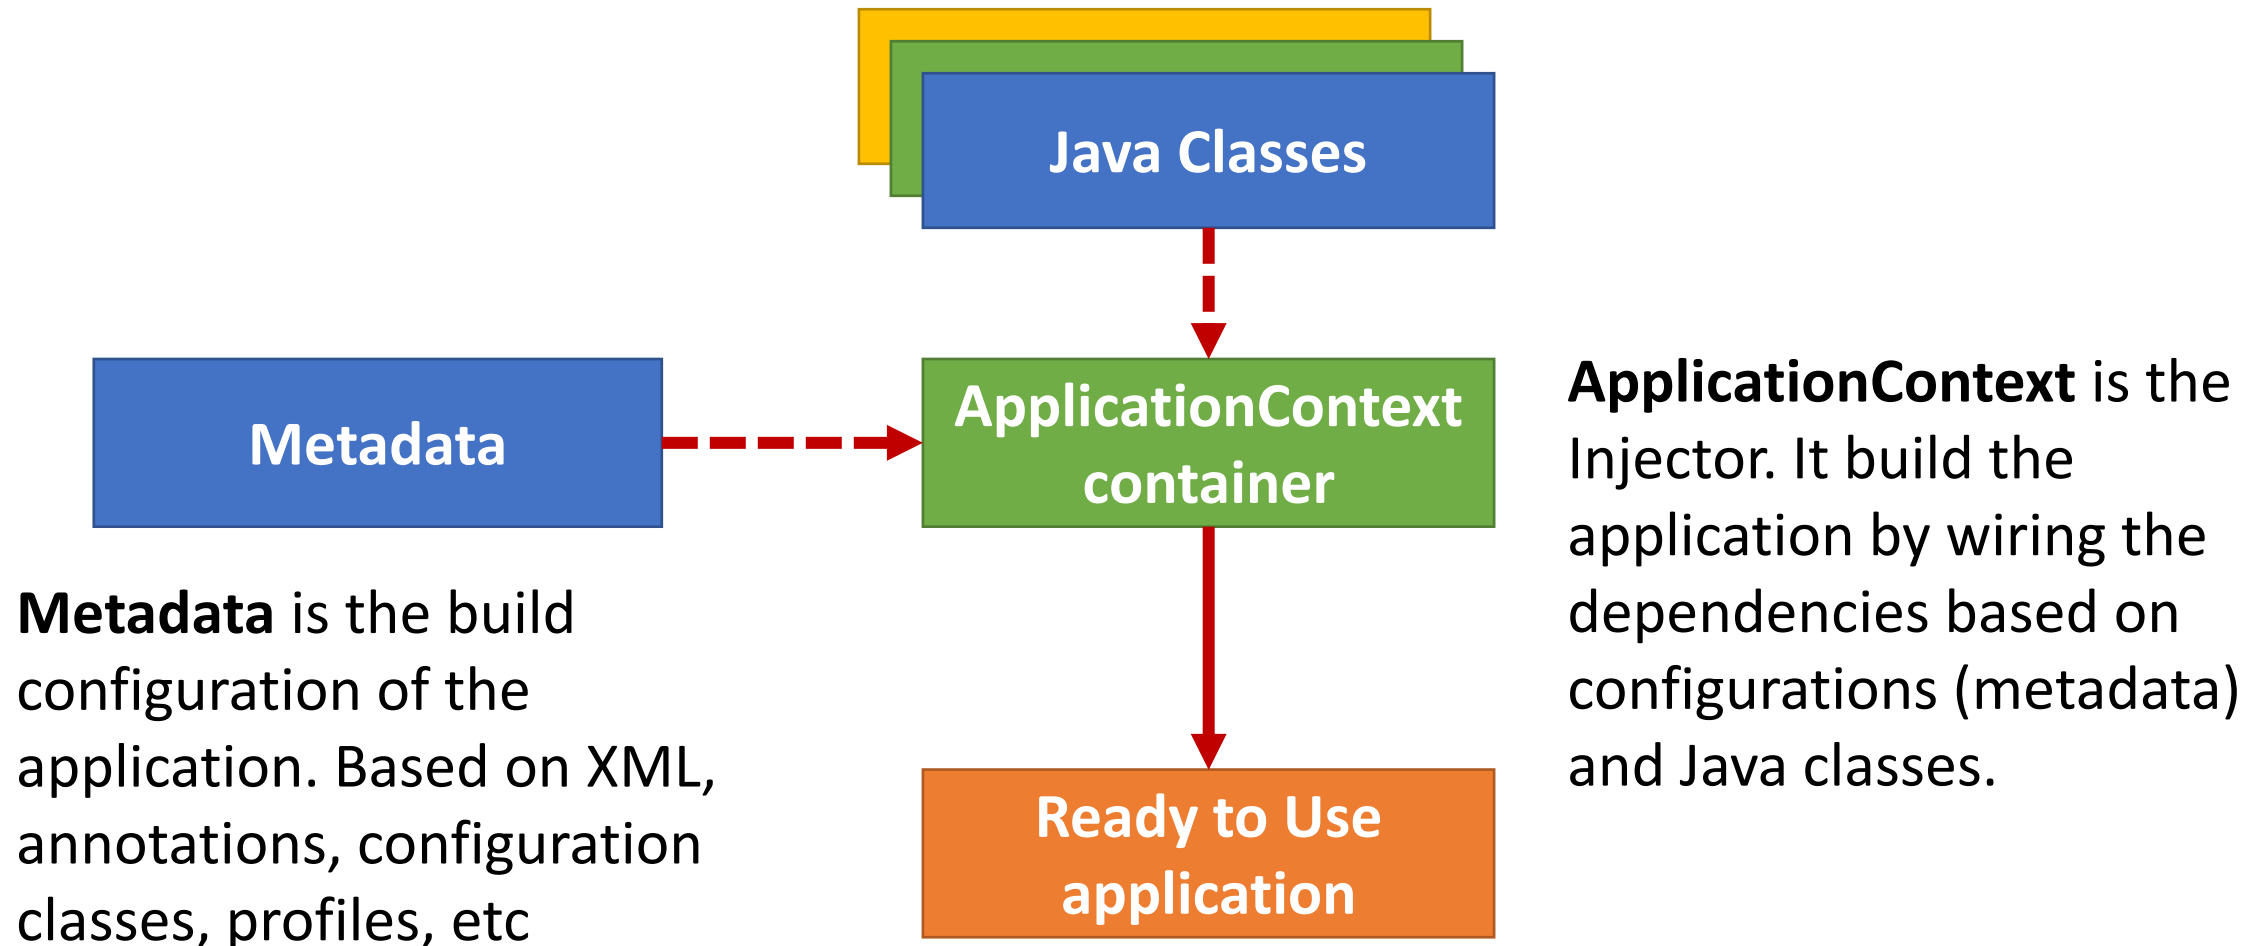 Java Classes
Metadata
ApplicationContext
container
ApplicationContext is the
Injector. It build the
application by wiring the
dependencies based on
configurations (metadata)
and Java classes.
Metadata is the build
configuration of the
application. Based on XML,
annotations, configuration
classes, profiles, etc
Ready to Use
application